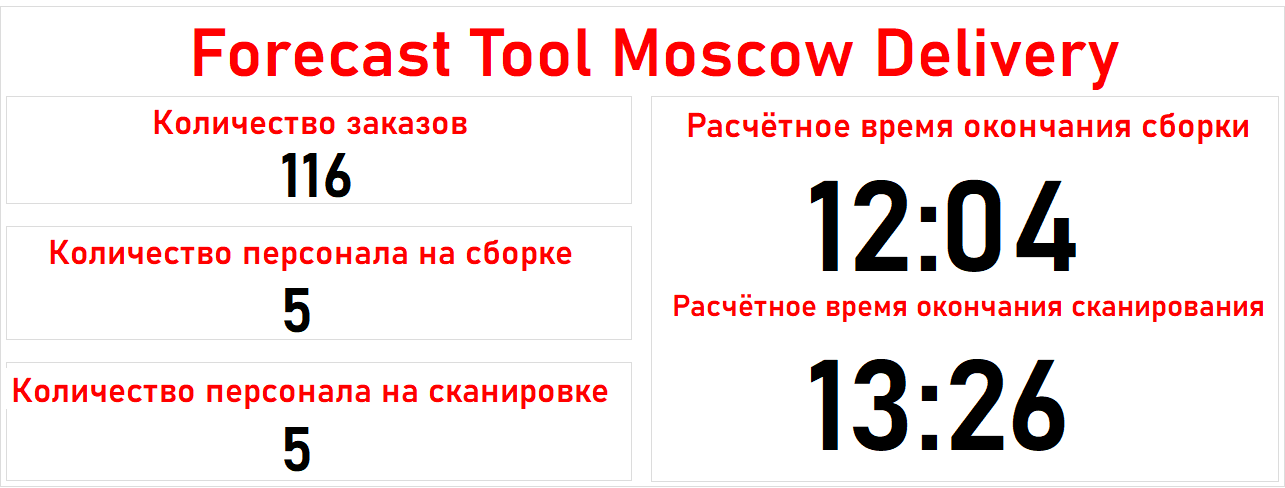 Forecast Tool Moscow Delivery
Количество заказов
116
Количество персонала на сборке
5
Количество персонала на сканировке
5
Расчётное время окончания сборки
12:04
Расчётное время окончания сканирования
13:26